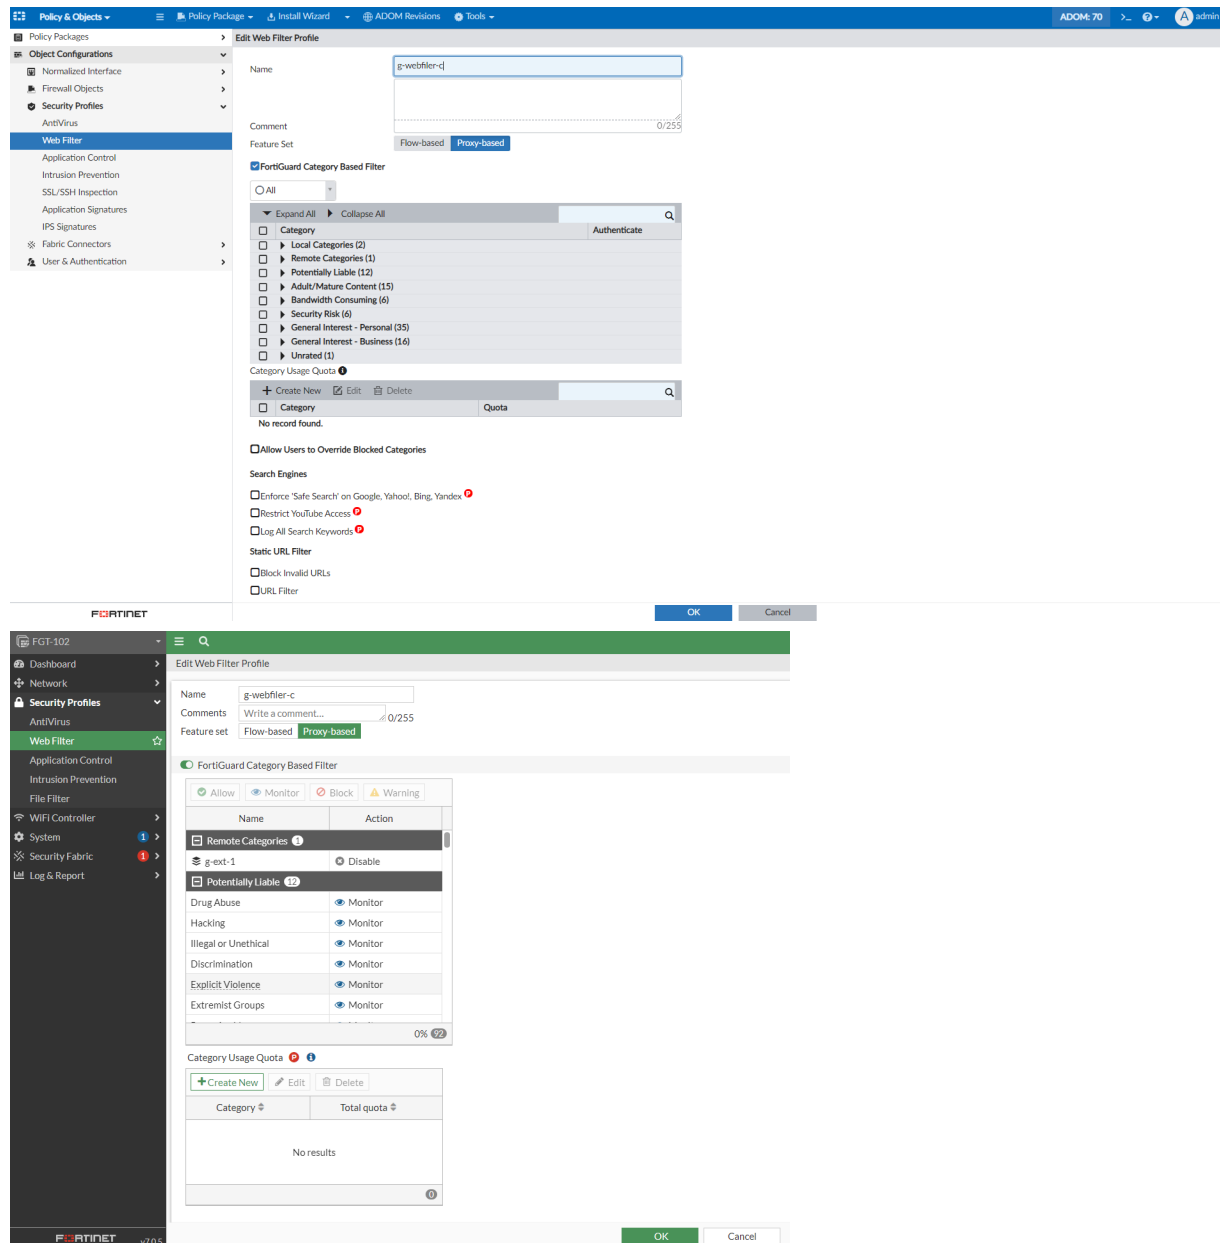 Policy & Objects
Policy Package
Install Wizard
ADOM Revisions
Tools
ADOM: 70
A admin
Policy Packages
Object Configurations
Normalized Interface
Firewall Objects
Security Profiles
AntiVirus
Web Filter
Application Control
Intrusion Prevention
SSL/SSH Inspection
Application Signatures
IPS Signatures
Fabric Connectors
User & Authentication
FORTINET
Edit Web Filter Profile
Name g-webfiler-c
Comment 0/255
Feature Set Flow-based Proxy-based
FortiGuard Category Based Filter
All
Expand All Collapse All
Category Authenticate
Local Categories (2)
Remote Categories (1)
Potentially Liable (12)
Adult/Mature Content (15)
Bandwidth Consuming (6)
Security Risk (6)
General Interest - Personal (35)
General Interest - Business (16)
Unrated (1)
Category Usage Quota
Create New Edit Delete
Category Quota
No record found.
Allow Users to Override Blocked Categories
Search Engines
Enforce 'Safe Search' on Google, Yahoo!, Bing, Yandex P
Restrict YouTube Access P
Log All Search Keywords P
Static URL Filter
Block Invalid URLs
URL Filter
OK Cancel
FGT-102
Dashboard
Network
Security Profiles
AntiVirus
Web Filter
Application Control
Intrusion Prevention
File Filter
WiFi Controller
System 1
Security Fabric 1
Log & Report
FORTINET v7.0.5
Edit Web Filter Profile
Name g-webfiler-c
Comments Write a comment... 0/255
Feature set Flow-based Proxy-based
FortiGuard Category Based Filter
Allow Monitor Block Warning
Name Action
Remote Categories 1
g-ext-1 Disable
Potentially Liable 12
Drug Abuse Monitor
Hacking Monitor
Illegal or Unethical Monitor
Discrimination Monitor
Explicit Violence Monitor
Extremist Groups Monitor
0% 92
Category Usage Quota P
Create New Edit Delete
Category Total quota
No results
0
OK Cancel